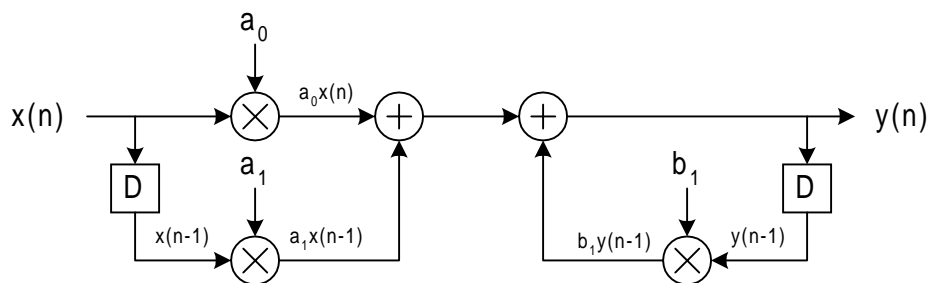 a₀
x(n)
a₀x(n)
y(n)
D
a₁
b₁
D
x(n-1)
a₁x(n-1)
b₁y(n-1)
y(n-1)